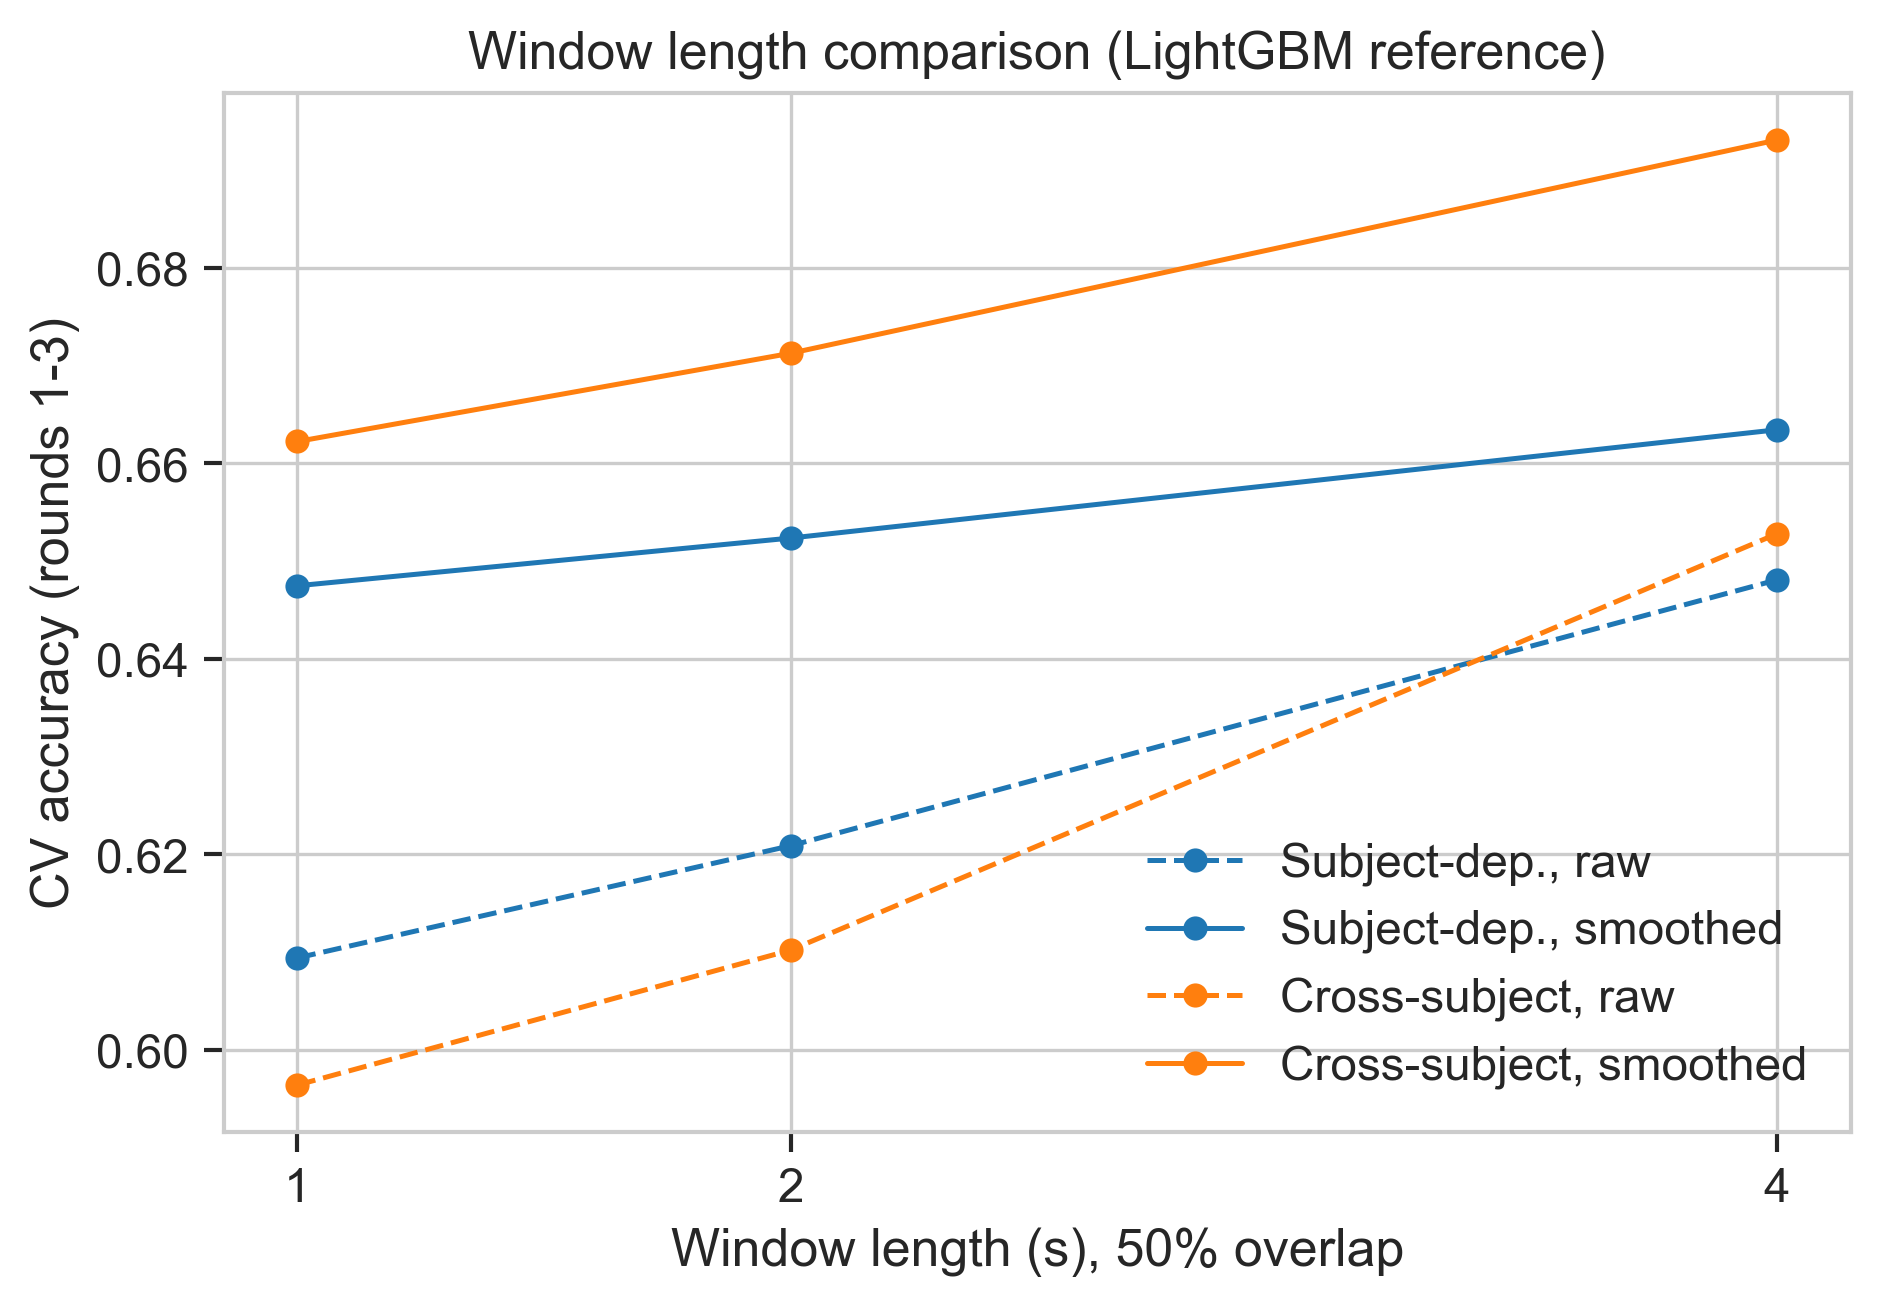 Window length comparison (LightGBM reference)
CV accuracy (rounds 1-3)
0.68
0.66
0.64
0.62
0.60
Subject-dep., raw
Subject-dep., smoothed
Cross-subject, raw
Cross-subject, smoothed
1 2 4
Window length (s), 50% overlap